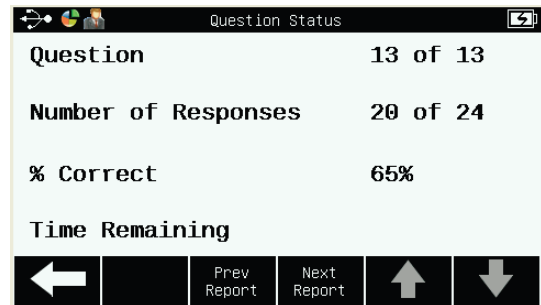 Question Status
Question 13 of 13
Number of Responses 20 of 24
% Correct 65%
Time Remaining
Prev Report
Next Report